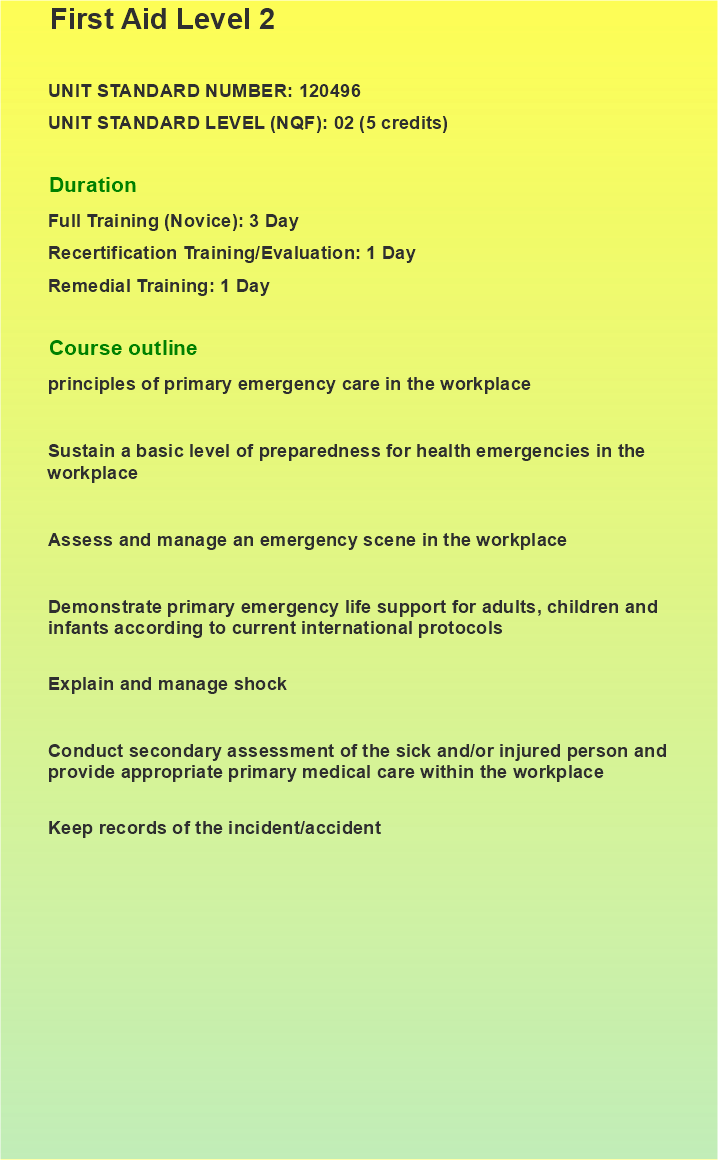 First Aid Level 2
UNIT STANDARD NUMBER: 120496
UNIT STANDARD LEVEL (NQF): 02 (5 credits)
Duration
Full Training (Novice): 3 Day
Recertification Training/Evaluation: 1 Day
Remedial Training: 1 Day
Course outline
principles of primary emergency care in the workplace
Sustain a basic level of preparedness for health emergencies in the
workplace
Assess and manage an emergency scene in the workplace
Demonstrate primary emergency life support for adults, children and
infants according to current international protocols
Explain and manage shock
Conduct secondary assessment of the sick and/or injured person and
provide appropriate primary medical care within the workplace
Keep records of the incident/accident